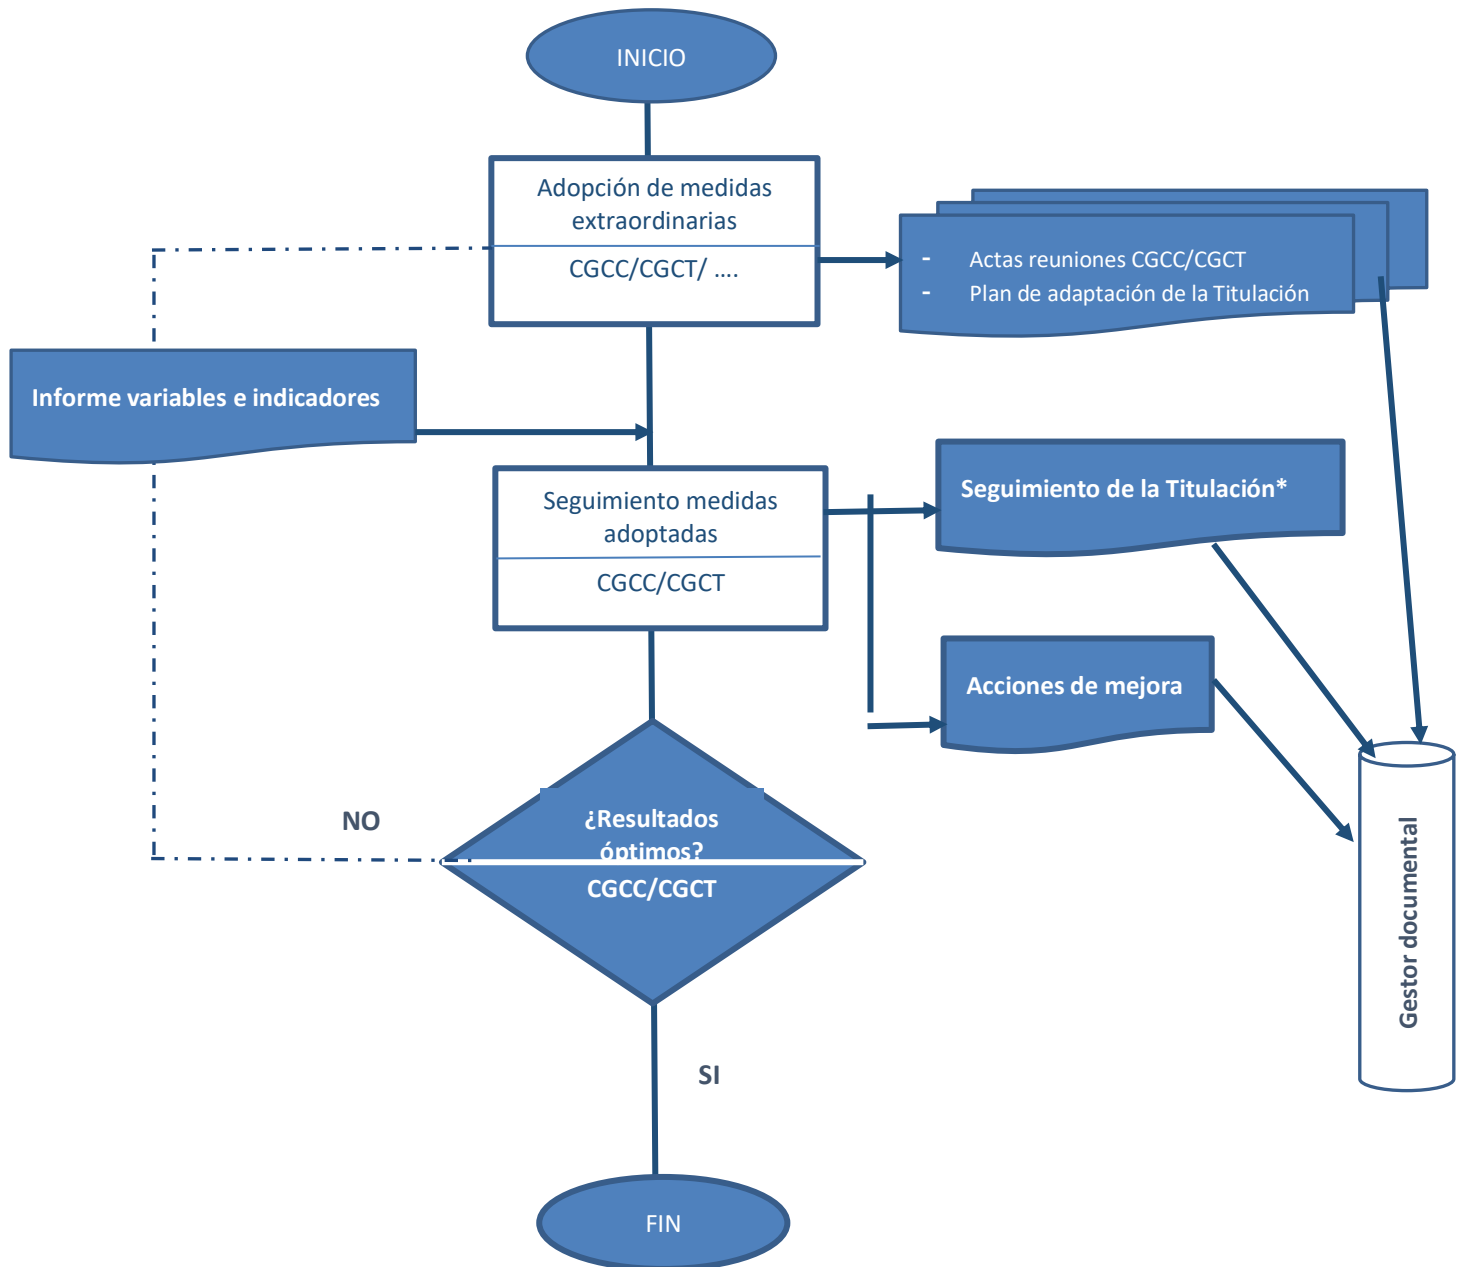 INICIO
Adopción de medidas
extraordinarias
CGCC/CGCT/ ....
- Actas reuniones CGCC/CGCT
- Plan de adaptación de la Titulación
Informe variables e indicadores
Seguimiento medidas
adoptadas
CGCC/CGCT
Seguimiento de la Titulación*
Acciones de mejora
NO
¿Resultados
óptimos?
CGCC/CGCT
Gestor documental
SI
FIN